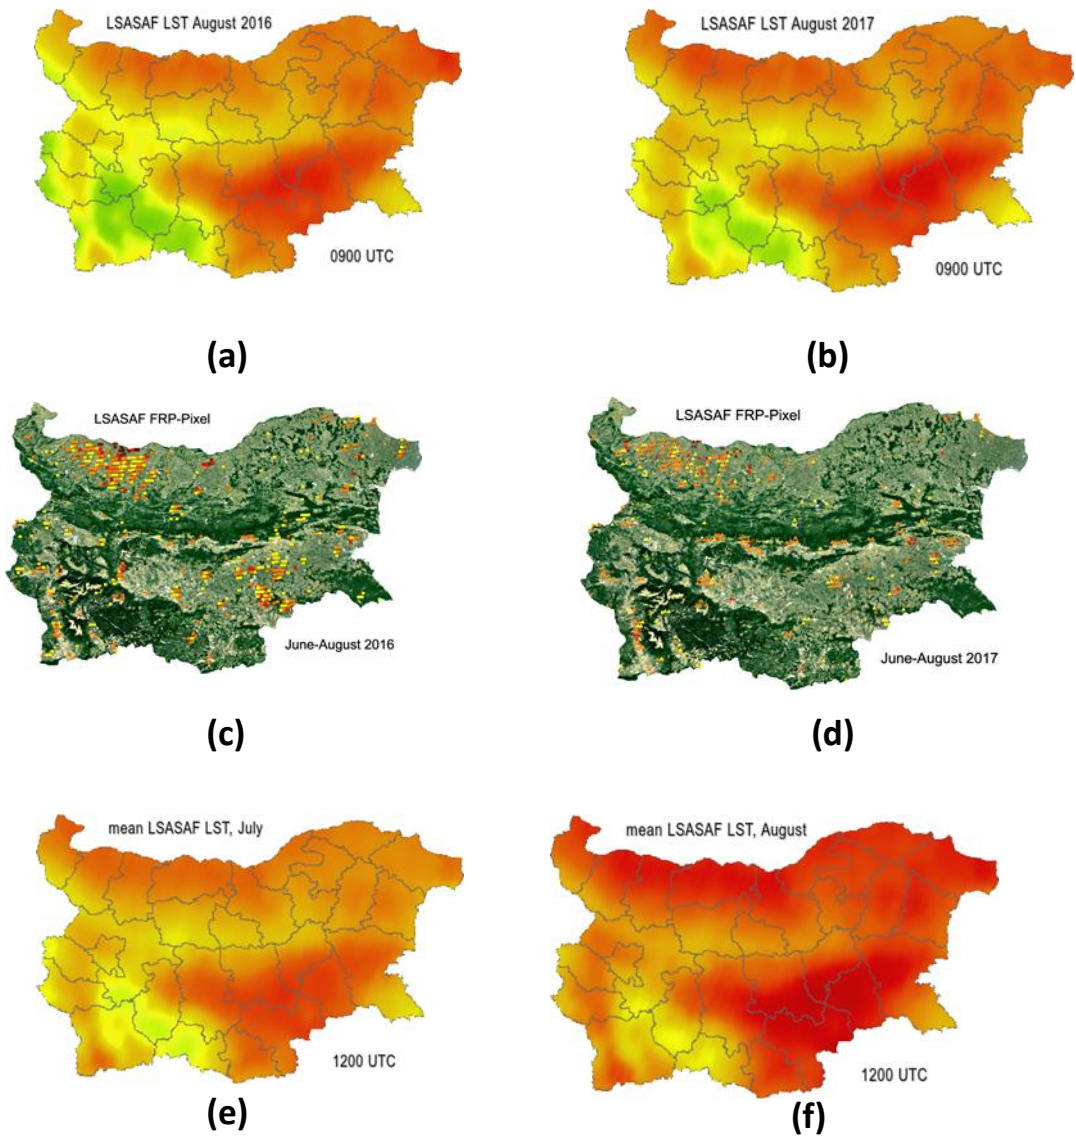 LSASAF LST August 2016
LSASAF LST August 2017
0900 UTC
0900 UTC
(a)
(b)
LSASAF FRP-Pixel
LSASAF FRP-Pixel
June-August 2016
June-August 2017
(c)
(d)
mean LSASAF LST, July
mean LSASAF LST, August
1200 UTC
1200 UTC
(e)
(f)